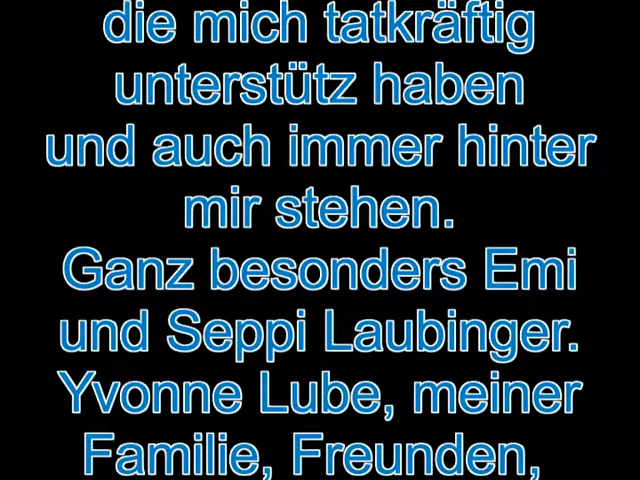 die mich tatkräftig
unterstütz haben
und auch immer hinter
mir stehen.
Ganz besonders Emi
und Seppi Laubinger.
Yvonne Lube, meiner
Familie, Freunden,